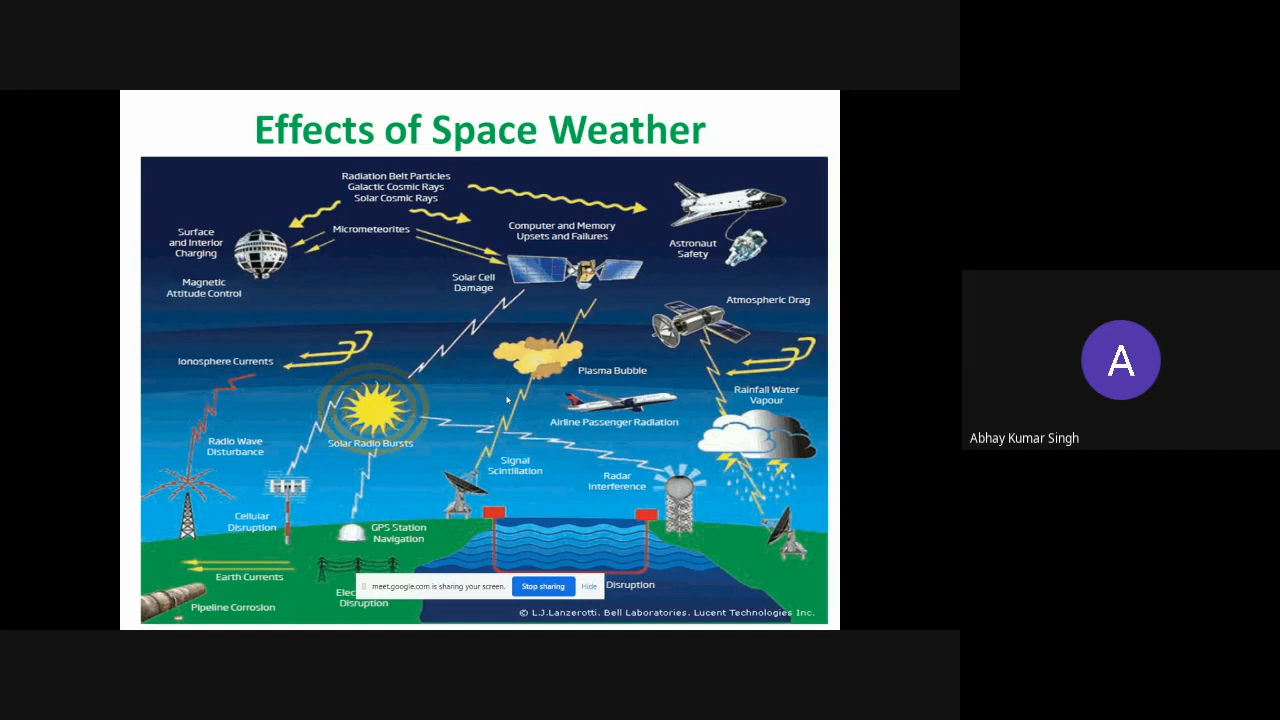 Effects of Space Weather
Radiation Belt Particles
Galactic Cosmic Rays
Solar Cosmic Rays
Micrometeorites
Computer and Memory
Upsets and Failures
Surface
and Interior
Charging
Astronaut
Safety
Solar Cell
Damage
Magnetic
Attitude Control
Atmospheric Drag
Ionosphere Currents
Plasma Bubble
Rainfall Water
Vapour
Airline Passenger Radiation
Solar Radio Bursts
Radio Wave
Disturbance
Signal
Scintillation
Radar
Interference
Cellular
Disruption
GPS Station
Navigation
Earth Currents
meet.google.com is sharing your screen.
Stop sharing
Hide
Disruption
Disruption
Pipeline Corrosion
© L.J.Lanzerotti. Bell Laboratories. Lucent Technologies Inc.
A
Abhay Kumar Singh